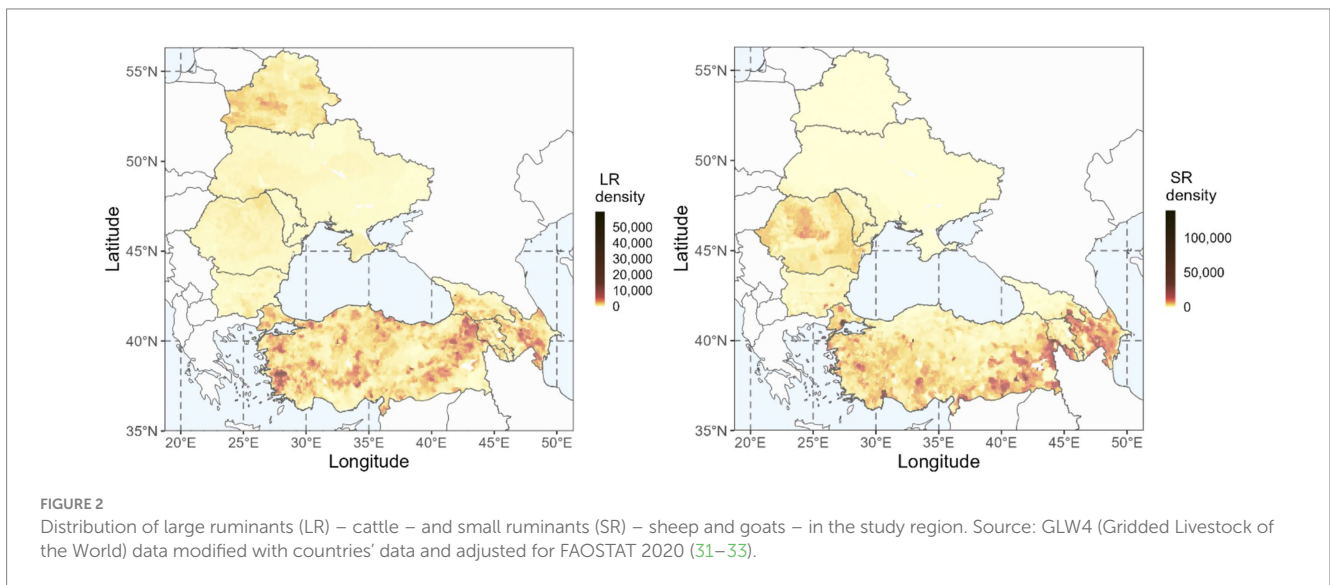 55°N
50°N
45°N
40°N
35°N
Latitude
20°E 25°E 30°E 35°E 40°E 45°E 50°E
Longitude
LR
density
50,000
40,000
30,000
20,000
10,000
0
55°N
50°N
45°N
40°N
35°N
Latitude
20°E 25°E 30°E 35°E 40°E 45°E 50°E
Longitude
SR
density
100,000
50,000
0
FIGURE 2
Distribution of large ruminants (LR) – cattle – and small ruminants (SR) – sheep and goats – in the study region. Source: GLW4 (Gridded Livestock of
the World) data modified with countries’ data and adjusted for FAOSTAT 2020 (31–33).